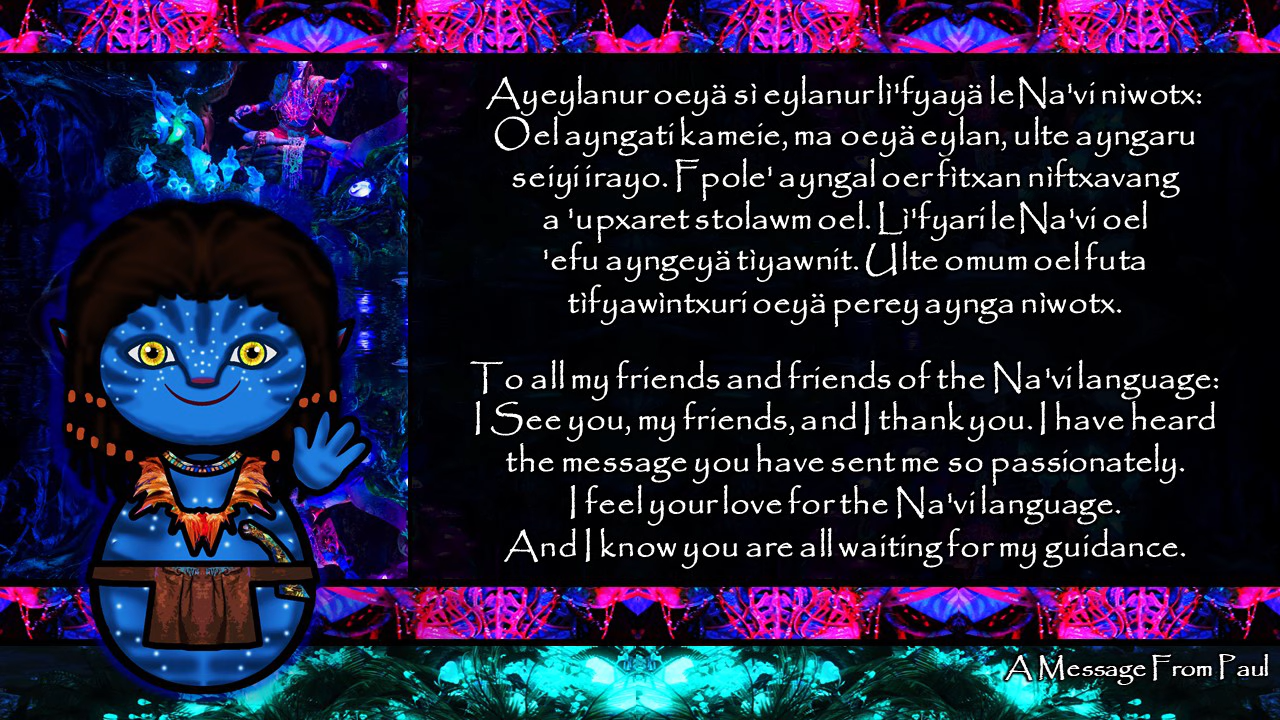 Ayeylanur oeyä sì eylanur lì'fyayä leNa'vi nìwotx:
Oel ayngati kameie, ma oeyä eylan, ulte ayngaru
seiyi irayo. Fpole' ayngal oer fìtxan nìftxavang
a 'upxaret stolawm oel. Lì'fyari leNa'vi oel
'efu ayngeyä tìyawnit. Ulte omum oel futa
tìfyawìntxuri oeyä perey aynga nìwotx.
To all my friends and friends of the Na'vi language:
I See you, my friends, and I thank you. I have heard
the message you have sent me so passionately.
I feel your love for the Na'vi language.
And I know you are all waiting for my guidance.
A Message From Paul